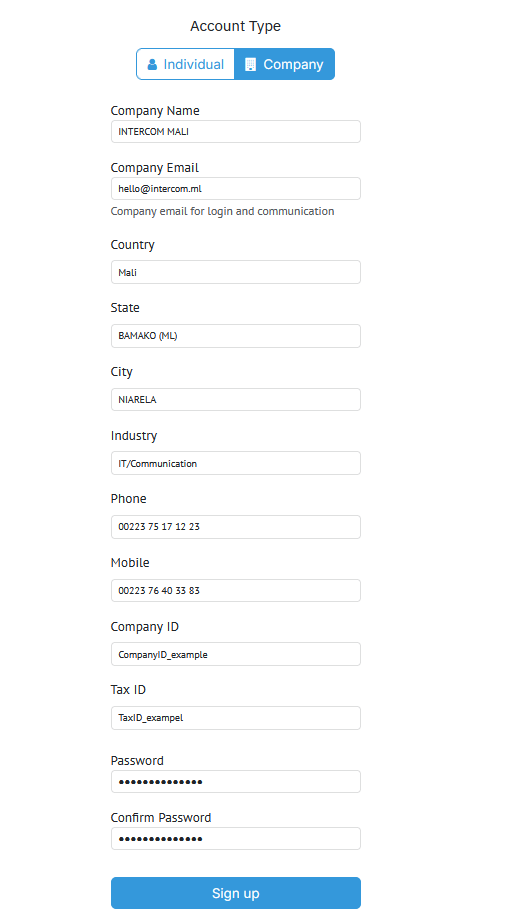 Account Type
Individual Company
Company Name
INTERCOM MALI
Company Email
hello@intercom.ml
Company email for login and communication
Country
Mali
State
BAMAKO (ML)
City
NIARELA
Industry
IT/Communication
Phone
00223 75 17 12 23
Mobile
00223 76 40 33 83
Company ID
CompanyID_example
Tax ID
TaxID_exampel
Password
••••••••••••••
Confirm Password
••••••••••••••
Sign up